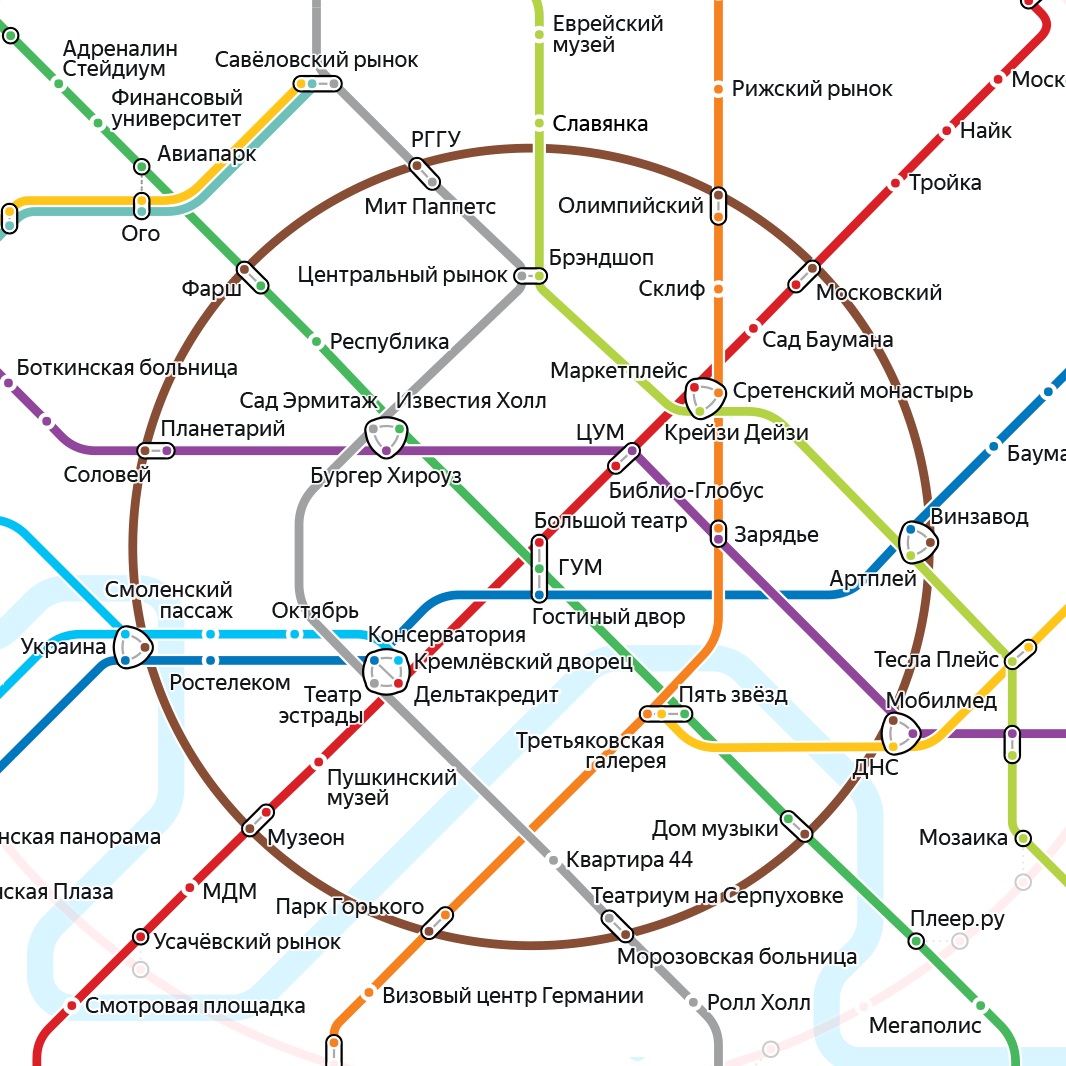 Еврейский
музей
Адреналин
Стейдиум
Савёловский рынок
Рижский рынок
Моск
Финансовый
университет
Славянка
Найк
РГГУ
Авиапарк
Тройка
Мит Паппетс
Олимпийский
Ого
Брэндшоп
Центральный рынок
Фарш
Склиф
Московский
Республика
Сад Баумана
Боткинская больница
Маркетплейс
Сретенский монастырь
Сад Эрмитаж
Известия Холл
Планетарий
ЦУМ
Крейзи Дейзи
Соловей
Бургер Хироуз
Баума
Библио-Глобус
Большой театр
Зарядье
Винзавод
ГУМ
Артплей
Смоленский
пассаж
Октябрь
Гостиный двор
Украина
Консерватория
Кремлёвский дворец
Тесла Плейс
Ростелеком
Театр
эстрады
Дельтакредит
Пять звёзд
Мобилмед
Третьяковская
галерея
ДНС
Пушкинский
музей
нская панорама
Музеон
Дом музыки
Мозаика
Квартира 44
ская Плаза
МДМ
Театриум на Серпуховке
Парк Горького
Плеер.ру
Усачёвский рынок
Морозовская больница
Визовый центр Германии
Ролл Холл
Смотровая площадка
Мегаполис